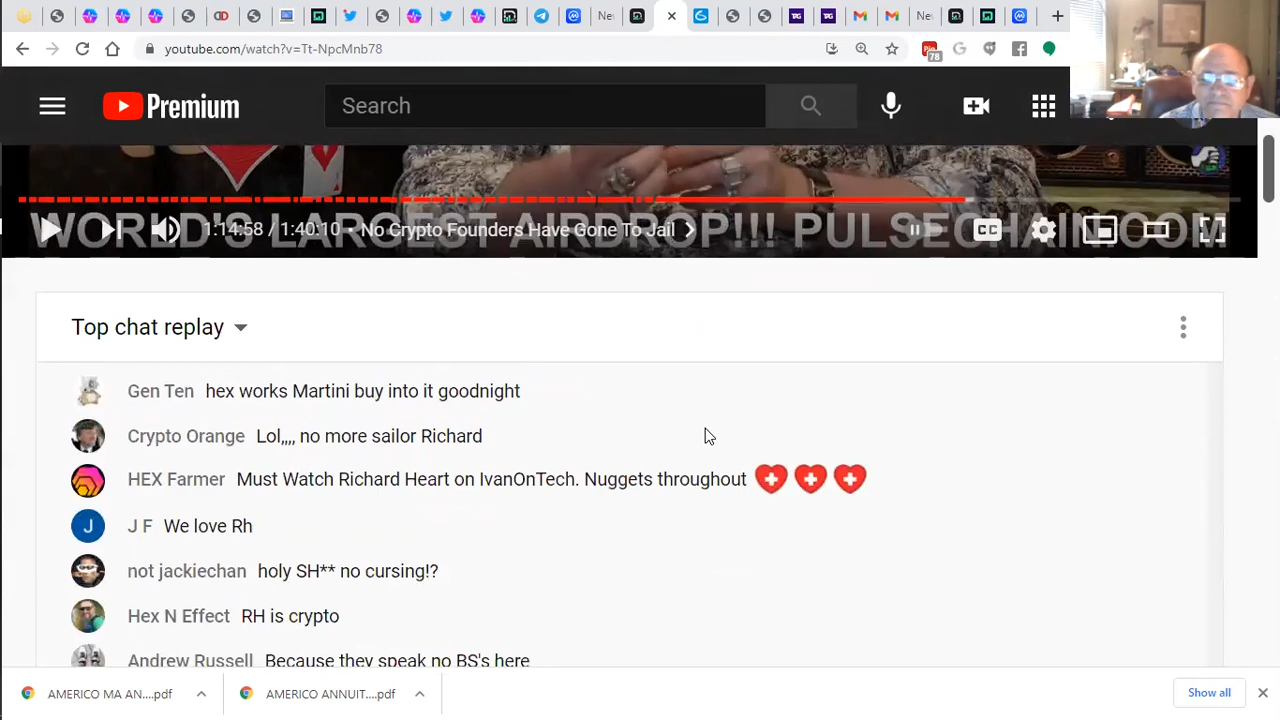 Ne
Ne
youtube.com/watch?v=Tt-NpcMnb78
78
Premium
Search
WORLD'S LARGEST AIRDROP!!! PULSECHAIN.COM
1:14:58 / 1:40:10 • No Crypto Founders Have Gone To Jail
CC
Top chat replay
Gen Ten hex works Martini buy into it goodnight
Crypto Orange Lol,,,, no more sailor Richard
HEX Farmer Must Watch Richard Heart on IvanOnTech. Nuggets throughout
J J F We love Rh
not jackiechan holy SH** no cursing!?
Hex N Effect RH is crypto
Andrew Russell Because they speak no BS's here
AMERICO MA AN....pdf
AMERICO ANNUIT....pdf
Show all